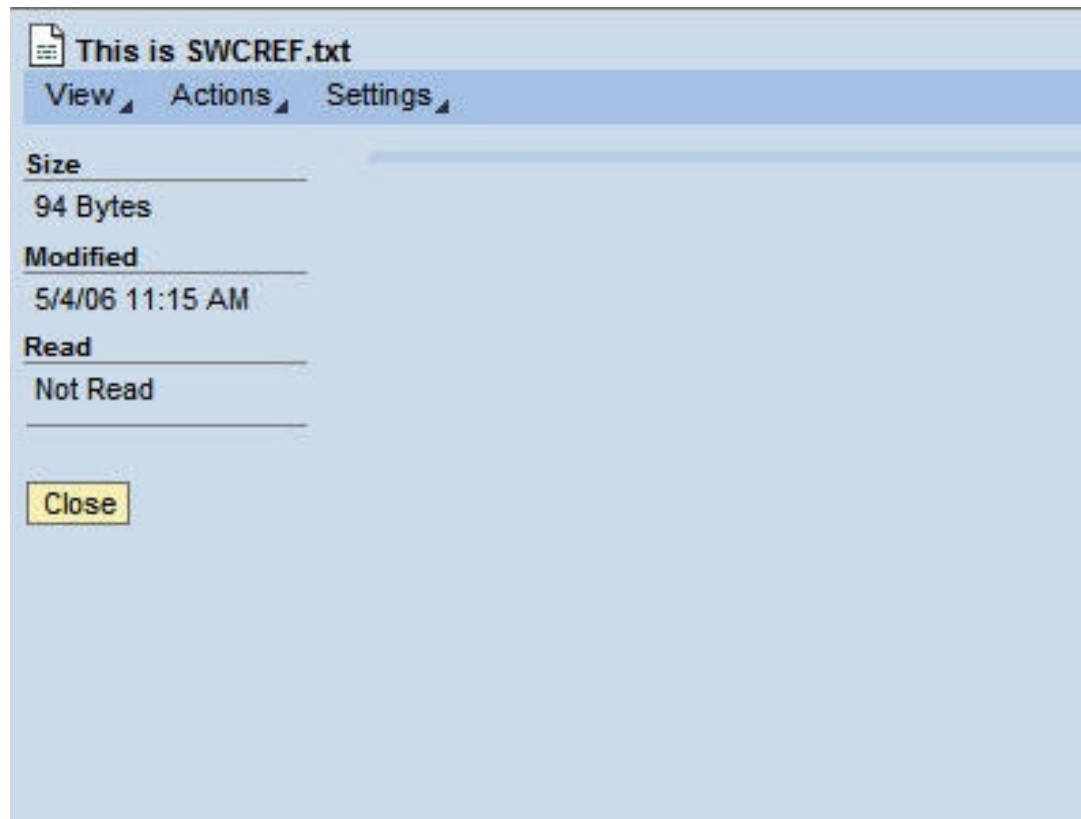 This is SWCREF.txt
View Actions Settings
Size
94 Bytes
Modified
5/4/06 11:15 AM
Read
Not Read
Close